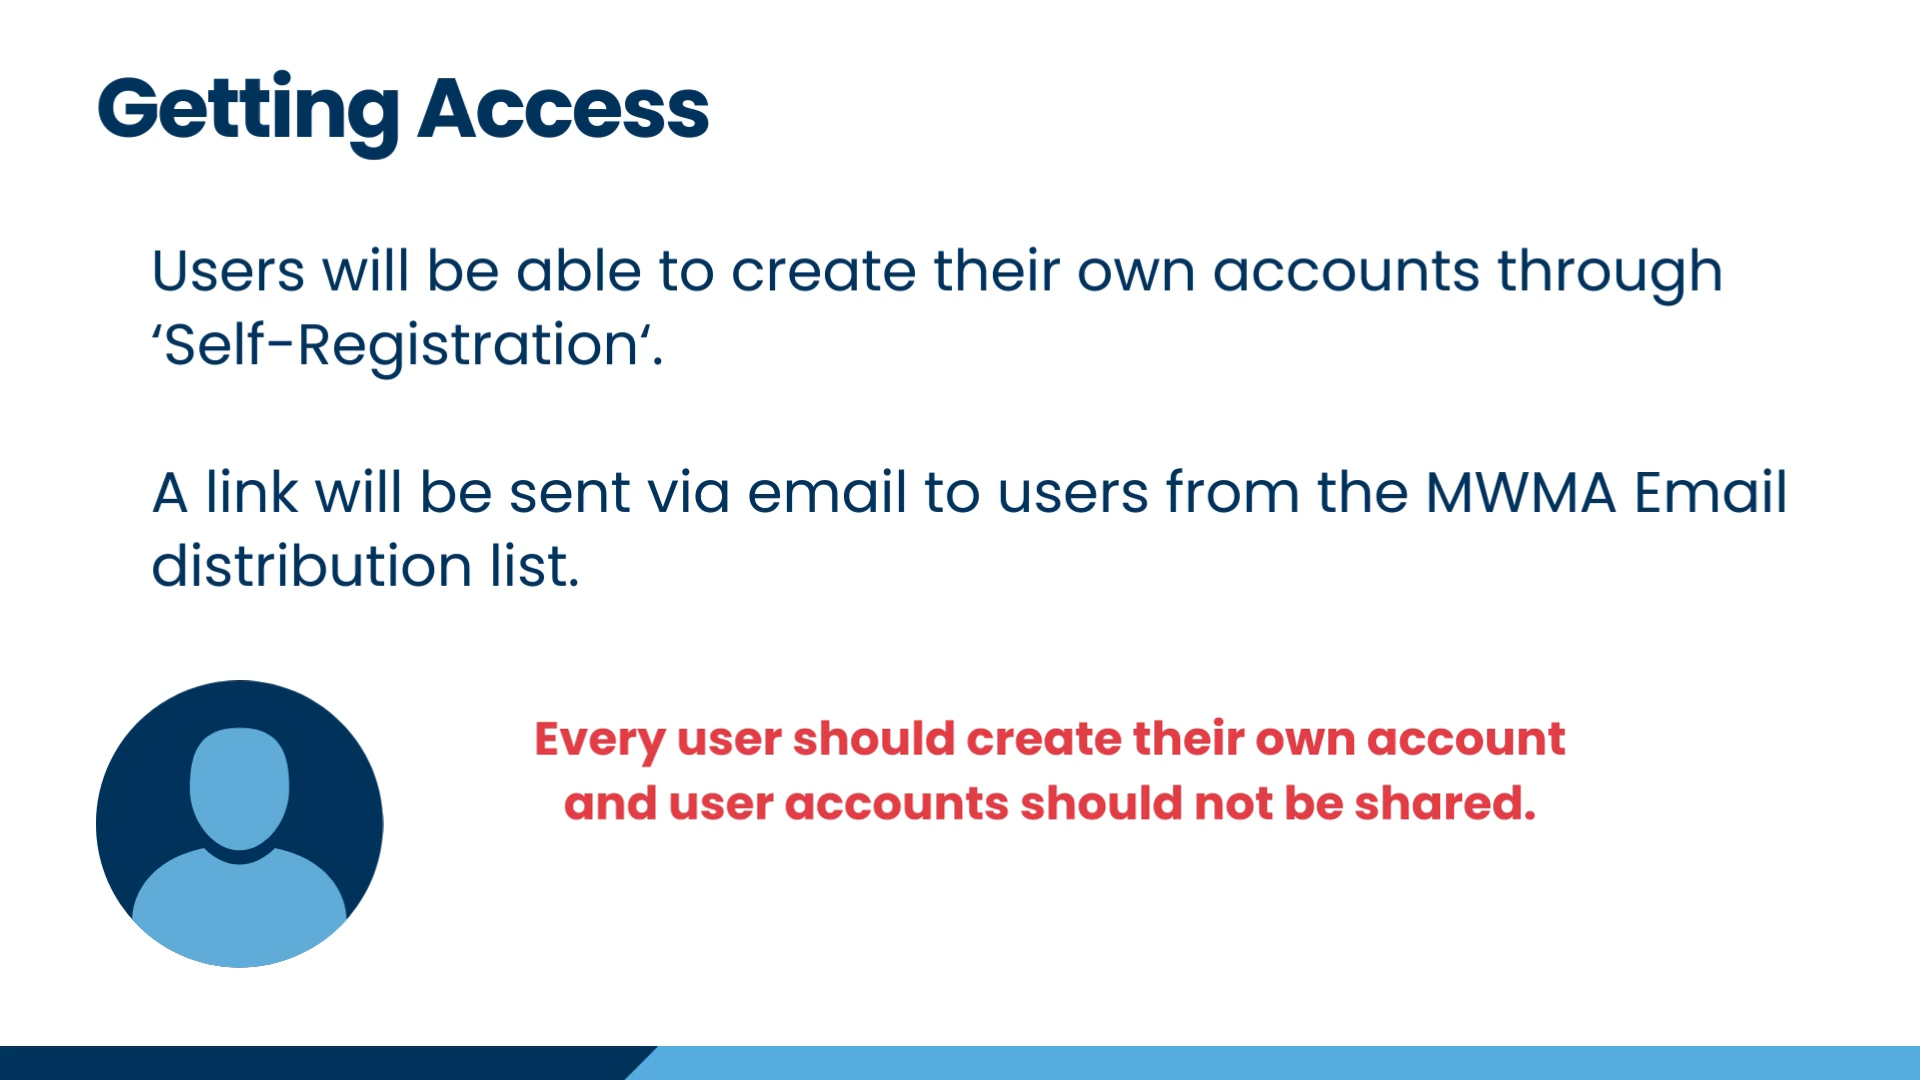 Getting Access
Users will be able to create their own accounts through
‘Self-Registration‘.
A link will be sent via email to users from the MWMA Email
distribution list.
Every user should create their own account
and user accounts should not be shared.